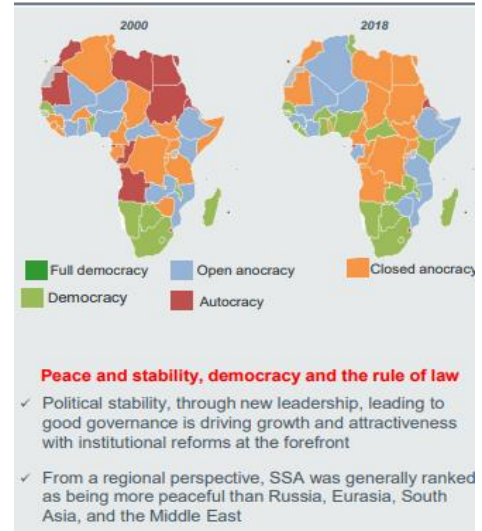 2000
2018
Full democracy
Open anocracy
Closed anocracy
Democracy
Autocracy
Peace and stability, democracy and the rule of law
✓ Political stability, through new leadership, leading to
good governance is driving growth and attractiveness
with institutional reforms at the forefront
✓ From a regional perspective, SSA was generally ranked
as being more peaceful than Russia, Eurasia, South
Asia, and the Middle East